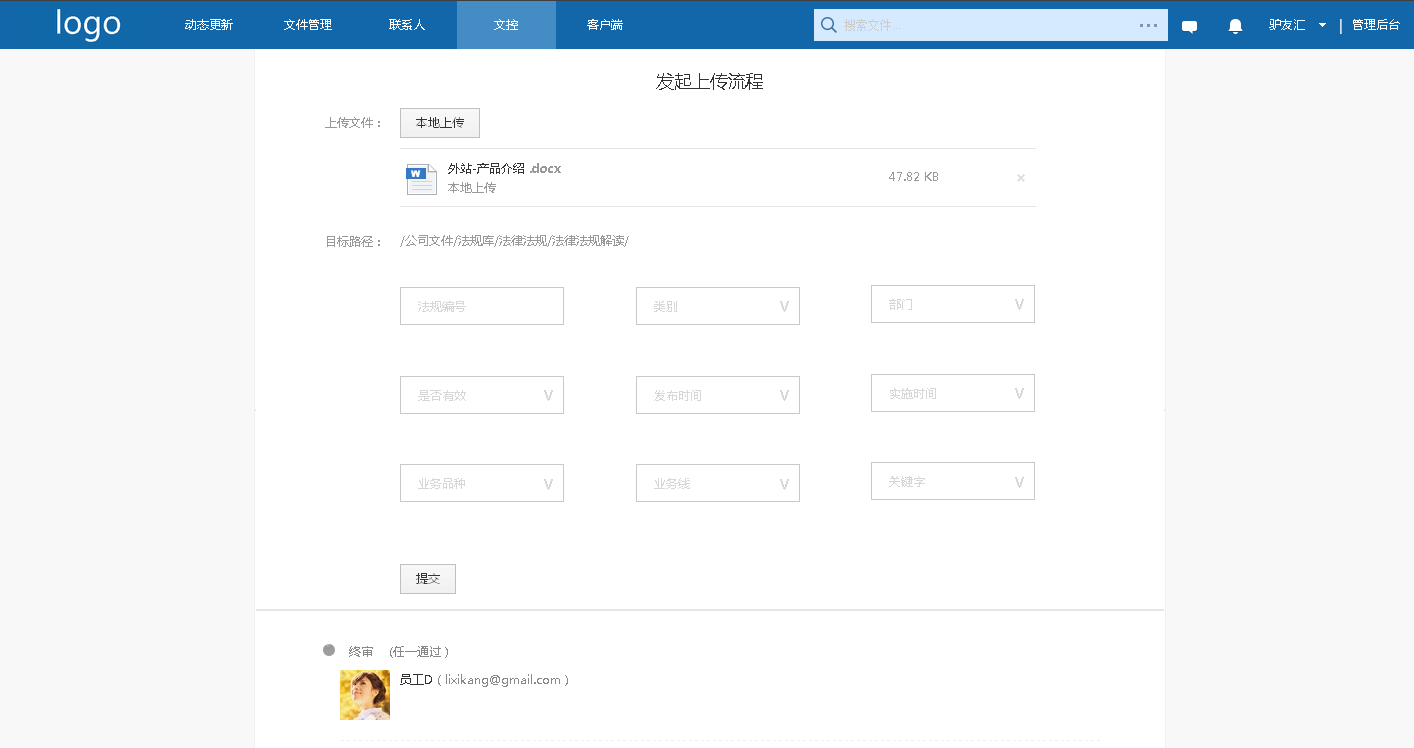 logo 动态更新 文件管理 联系人 文控 客户端 搜索文件... 驴友汇 | 管理后台
发起上传流程
上传文件： 本地上传
外站-产品介绍 .docx
本地上传
47.82 KB ×
目标路径： /公司文件/法规库/法律法规/法律法规解读/
法规编号 类别 V 部门 V
是否有效 V 发布时间 V 实施时间 V
业务品种 V 业务线 V 关键字 V
提交
终审 (任一通过)
员工D ( lixikang@gmail.com )